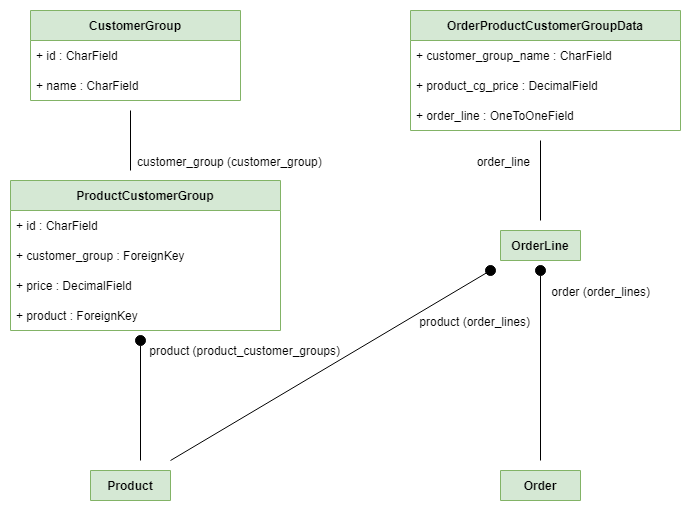 CustomerGroup
+ id : CharField
+ name : CharField
OrderProductCustomerGroupData
+ customer_group_name : CharField
+ product_cg_price : DecimalField
+ order_line : OneToOneField
customer_group (customer_group)
order_line
ProductCustomerGroup
+ id : CharField
+ customer_group : ForeignKey
+ price : DecimalField
+ product : ForeignKey
OrderLine
order (order_lines)
product (order_lines)
product (product_customer_groups)
Product
Order